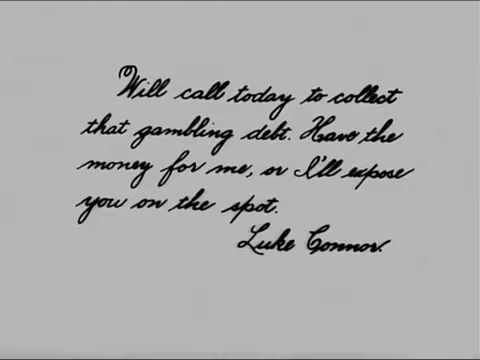 Will call today to collect
that gambling debt. Have the
money for me, or I'll expose
you on the spot.
Luke Connor.